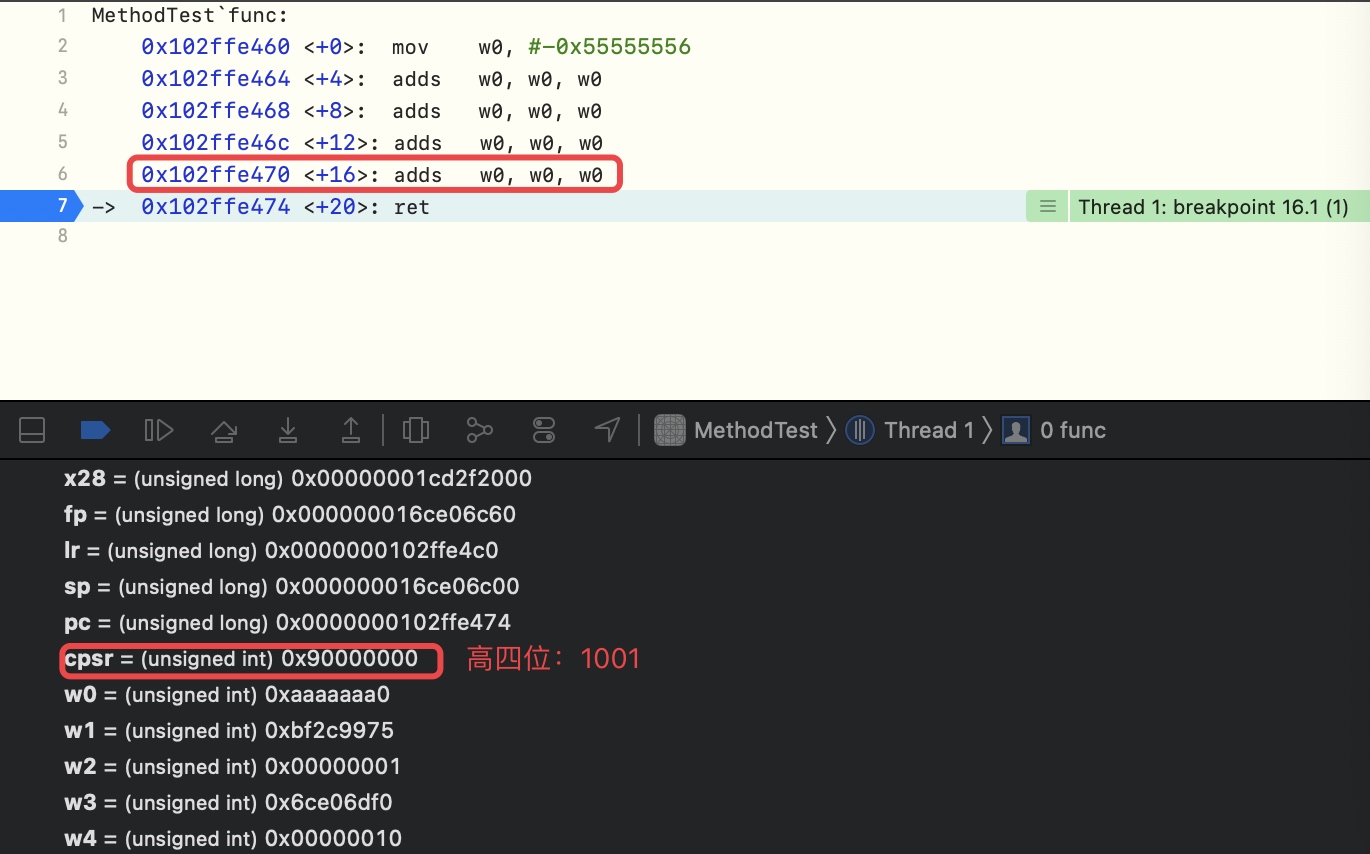 1 MethodTest`func:
2 0x102ffe460 <+0>: mov w0, #-0x55555556
3 0x102ffe464 <+4>: adds w0, w0, w0
4 0x102ffe468 <+8>: adds w0, w0, w0
5 0x102ffe46c <+12>: adds w0, w0, w0
6 0x102ffe470 <+16>: adds w0, w0, w0
7 -> 0x102ffe474 <+20>: ret Thread 1: breakpoint 16.1 (1)
8
MethodTest 〉 Thread 1 〉 0 func
x28 = (unsigned long) 0x00000001cd2f2000
fp = (unsigned long) 0x000000016ce06c60
lr = (unsigned long) 0x0000000102ffe4c0
sp = (unsigned long) 0x000000016ce06c00
pc = (unsigned long) 0x0000000102ffe474
cpsr = (unsigned int) 0x90000000 高四位：1001
w0 = (unsigned int) 0xaaaaaaa0
w1 = (unsigned int) 0xbf2c9975
w2 = (unsigned int) 0x00000001
w3 = (unsigned int) 0x6ce06df0
w4 = (unsigned int) 0x00000010